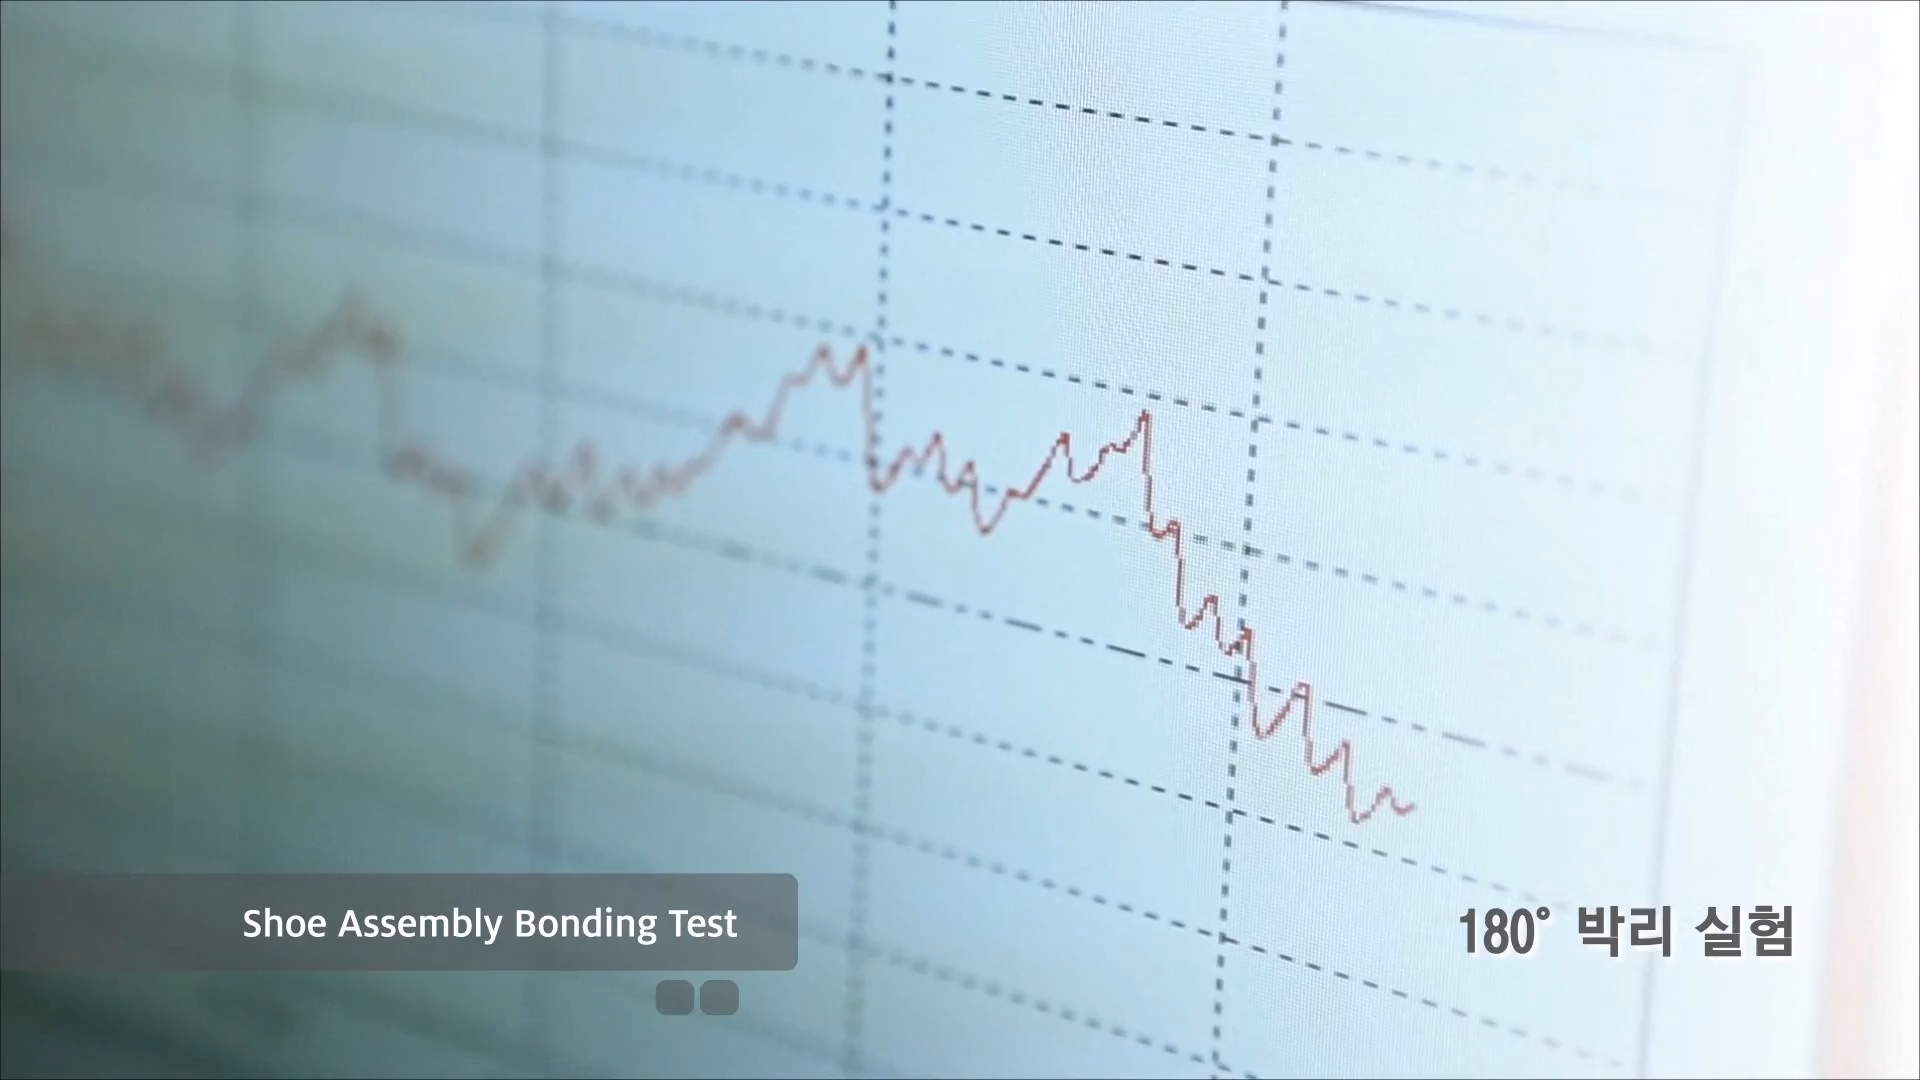 Shoe Assembly Bonding Test
180° 박리 실험